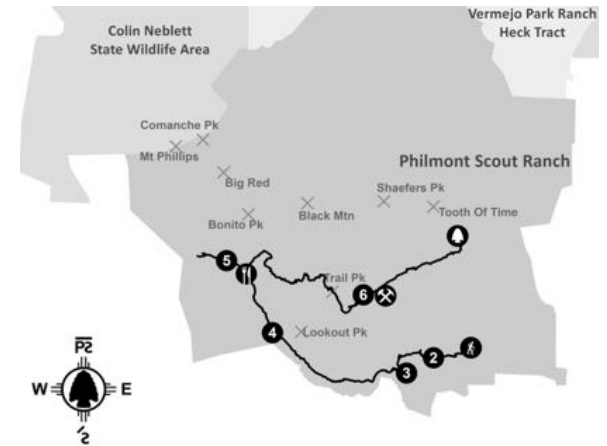 Colin Neblett
State Wildlife Area
Vermejo Park Ranch
Heck Tract
Comanche Pk
Mt Phillips
Big Red
Philmont Scout Ranch
Shaefers Pk
Bonito Pk
Black Mtn
Tooth Of Time
5
Trail Pk
6
4
Lookout Pk
2
3
W
E